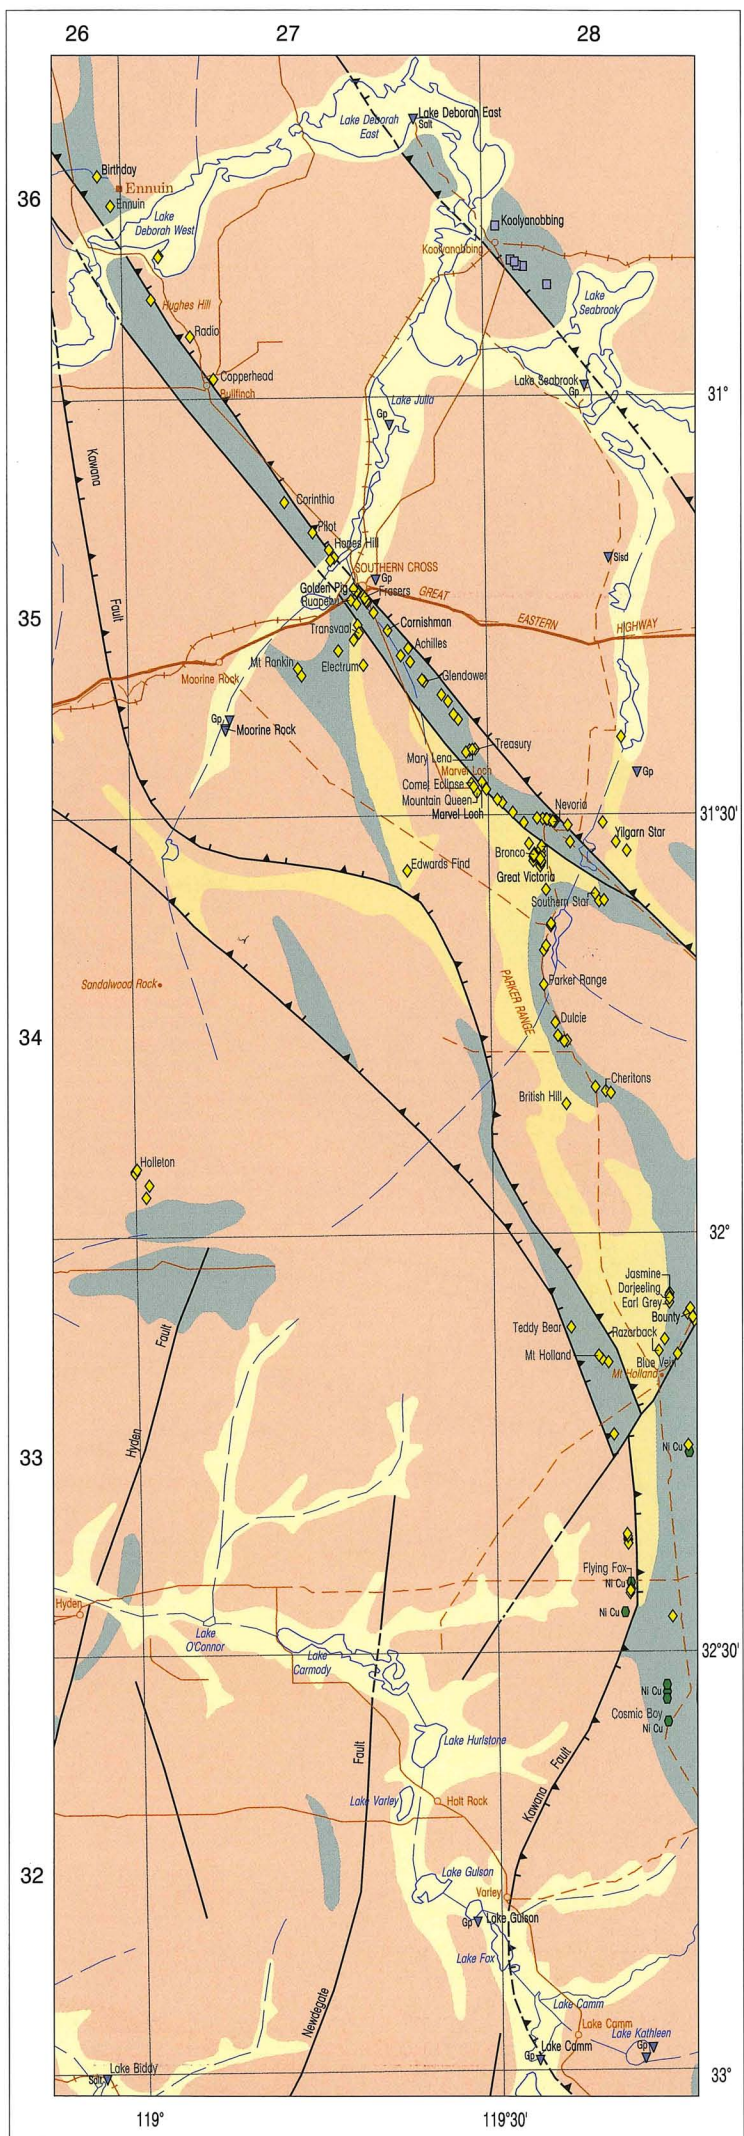 26 27 28
Lake Deborah East
Salt
Lake Deborah
East
Birthday
Ennuin
36
Ennuin
Lake
Deborah West
Koolyanobbing
Koolyanobbing
Lake
Seabrook
Hughes Hill
Radio
Copperhead
Bullfinch
Lake Seabrook
Gp
31°
Lake Julia
Gp
Kawana
Corinthia
Pilot
Hopes Hill
Sisd
SOUTHERN CROSS
Gp
Golden Pig
Frasers
GREAT
Fault
35
EASTERN
HIGHWAY
Cornishman
Transvaal
Achilles
Mt Rankin
Electrum
Moorine Rock
Glendower
Gp
Moorine Rock
Treasury
Mary Lena
Gp
Marvel Loch
Comet Eclipse
Mountain Queen
Marvel Loch
Nevoria
31°30'
Yilgarn Star
Bronco
Edwards Find
Great Victoria
Southern Star
Sandalwood Rock
Parker Range
PARKER RANGE
Dulcie
34
Cheritons
British Hill
Holleton
32°
Jasmine
Darjeeling
Earl Grey
Bounty
Teddy Bear
Razorback
Fault
Mt Holland
Blue Vein
Mt Holland
Hyden
Ni Cu
33
Flying Fox
Ni Cu
Hyden
Ni Cu
Lake
O'Connor
Lake
Carmody
32°30'
Ni Cu
Cosmic Boy
Ni Cu
Lake Hurlstone
Fault
Fault
Kawana
Lake Varley
Holt Rock
32
Lake Gulson
Varley
Gp
Lake Gulson
Lake Fox
Newdegate
Lake Camm
Lake Camm
Lake Kathleen
Gp
Lake Camm
Gp
Lake Biddy
Salt
33°
119° 119°30'